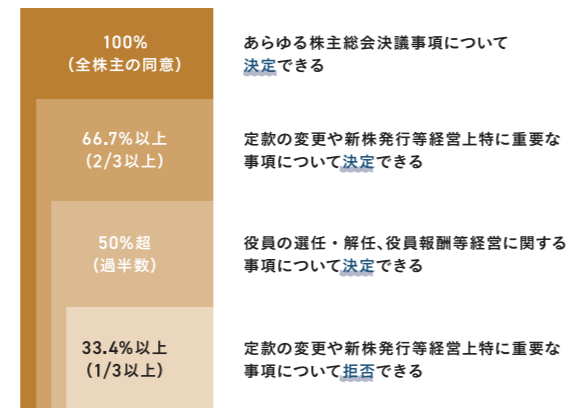 100%
（全株主の同意）
あらゆる株主総会決議事項について
決定できる
66.7%以上
（2/3以上）
定款の変更や新株発行等経営上特に重要な
事項について決定できる
50%超
（過半数）
役員の選任・解任、役員報酬等経営に関する
事項について決定できる
33.4%以上
（1/3以上）
定款の変更や新株発行等経営上特に重要な
事項について拒否できる